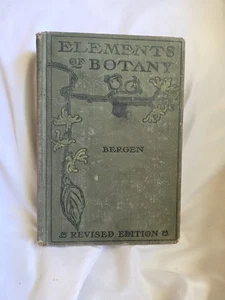 ELEMENTS
OF BOTANY
BERGEN
REVISED EDITION